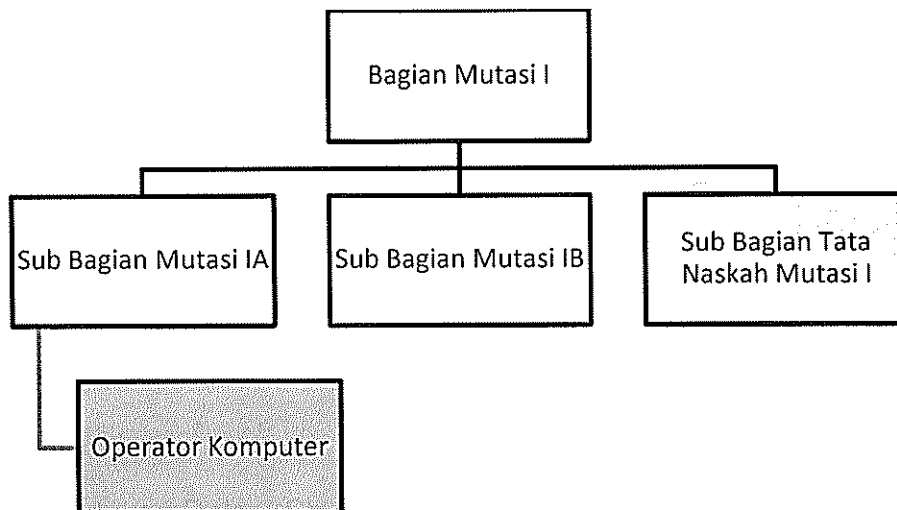 Bagian Mutasi I
Sub Bagian Mutasi IA
Sub Bagian Mutasi IB
Sub Bagian Tata
Naskah Mutasi I
Operator Komputer